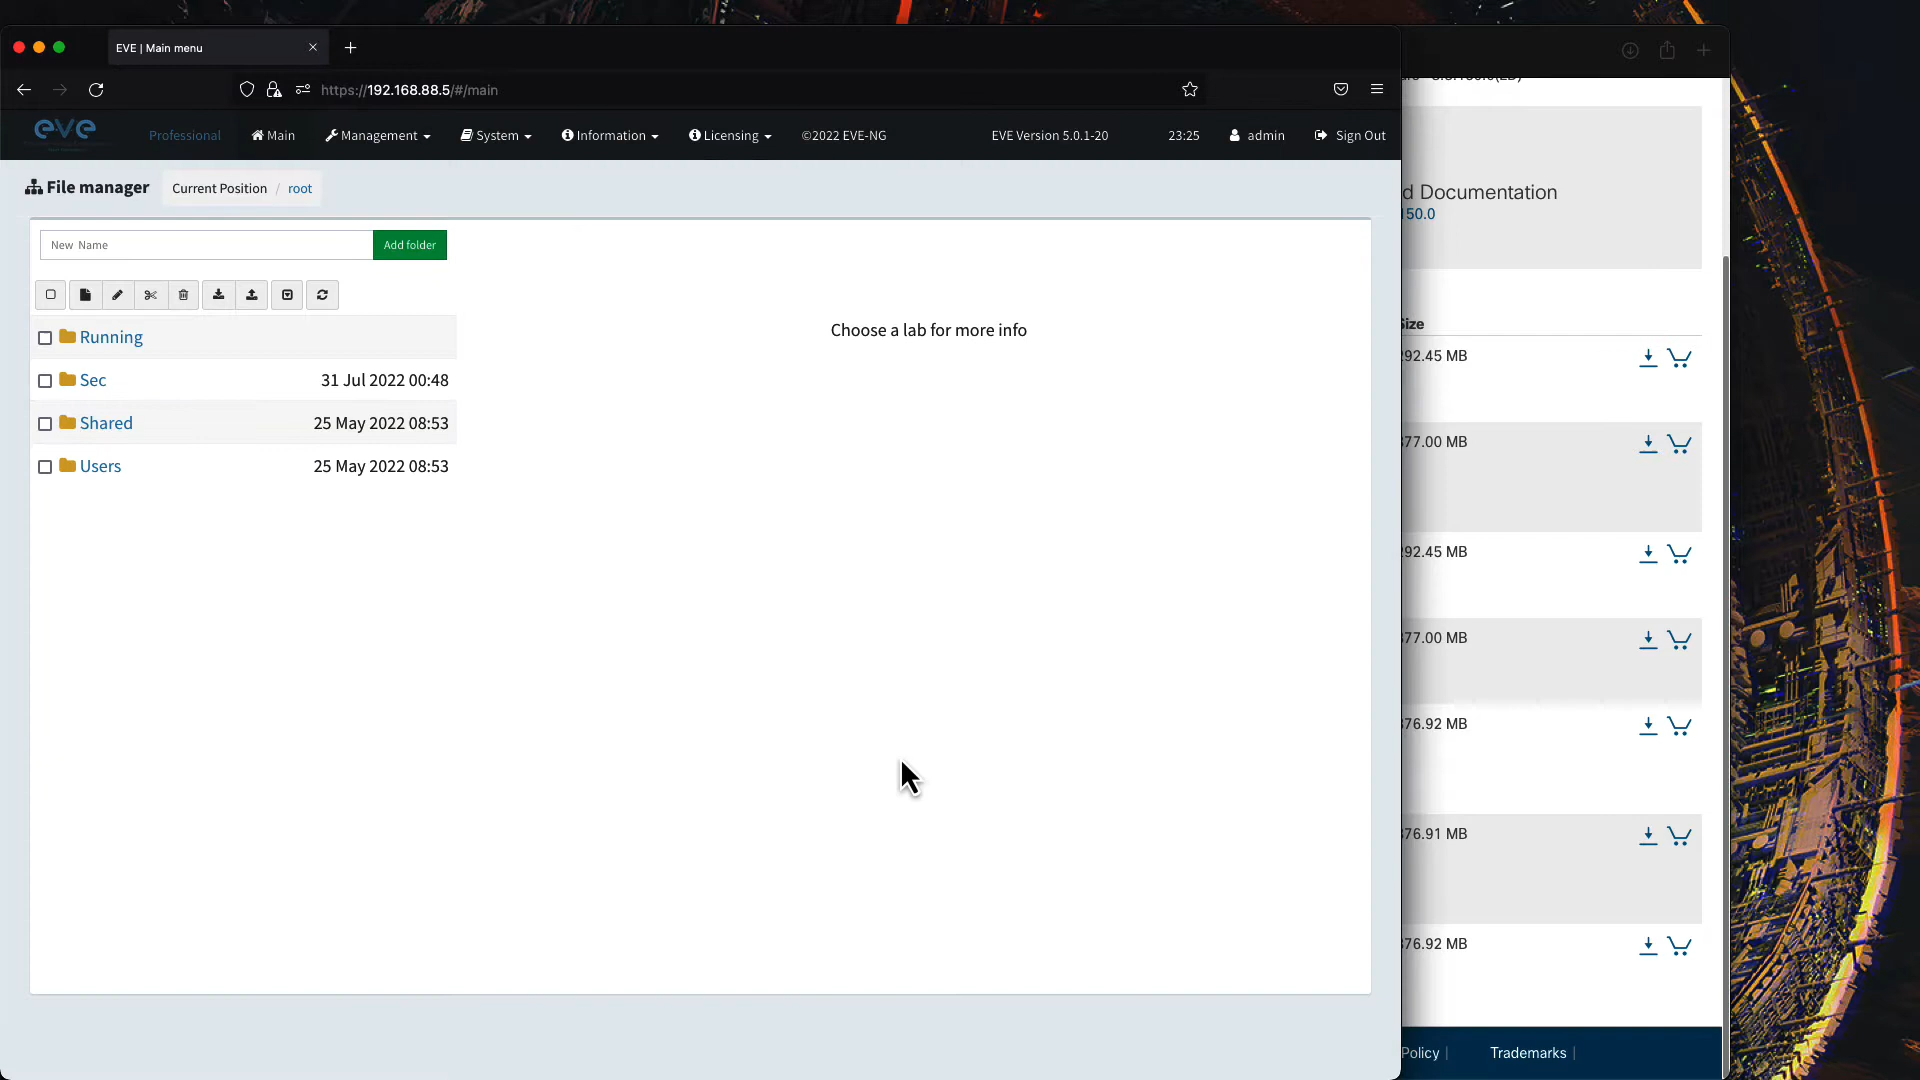 EVE | Main menu
https://192.168.88.5/#/main
eve
Professional
Main
Management
System
Information
Licensing
©2022 EVE-NG
EVE Version 5.0.1-20
23:25
admin
Sign Out
File manager
Current Position / root
New Name
Add folder
Running
Sec 31 Jul 2022 00:48
Shared 25 May 2022 08:53
Users 25 May 2022 08:53
Choose a lab for more info
d Documentation
150.0
Size
92.45 MB
77.00 MB
92.45 MB
77.00 MB
76.92 MB
76.91 MB
76.92 MB
Policy |
Trademarks |